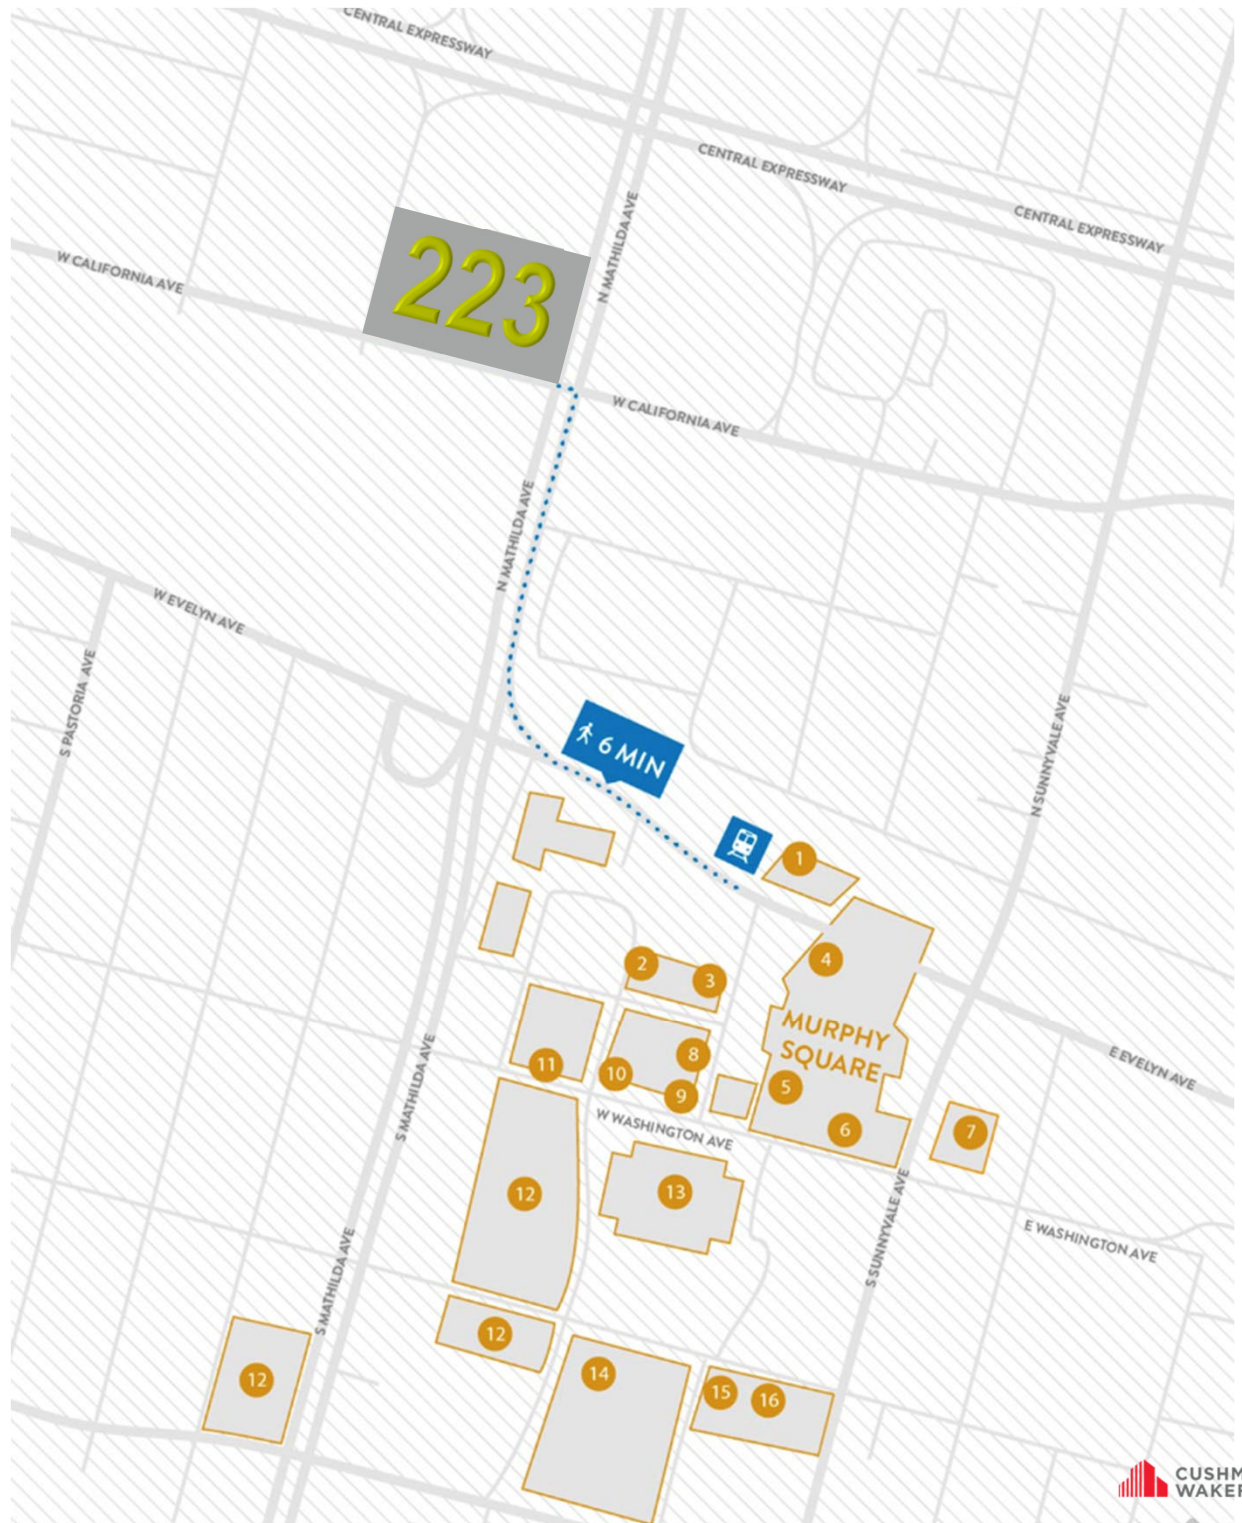 CENTRAL EXPRESSWAY
CENTRAL EXPRESSWAY
CENTRAL EXPRESSWAY
N MATHILDA AVE
W CALIFORNIA AVE
223
W CALIFORNIA AVE
N MATHILDA AVE
W EVELYN AVE
S PASTORIA AVE
6 MIN
N SUNNYVALE AVE
1
2
3
4
MURPHY
SQUARE
5
6
7
8
9
10
11
E EVELYN AVE
S MATHILDA AVE
W WASHINGTON AVE
12
13
S SUNNYVALE AVE
E WASHINGTON AVE
S MATHILDA AVE
12
12
14
15
16
CUSHM
WAKEF